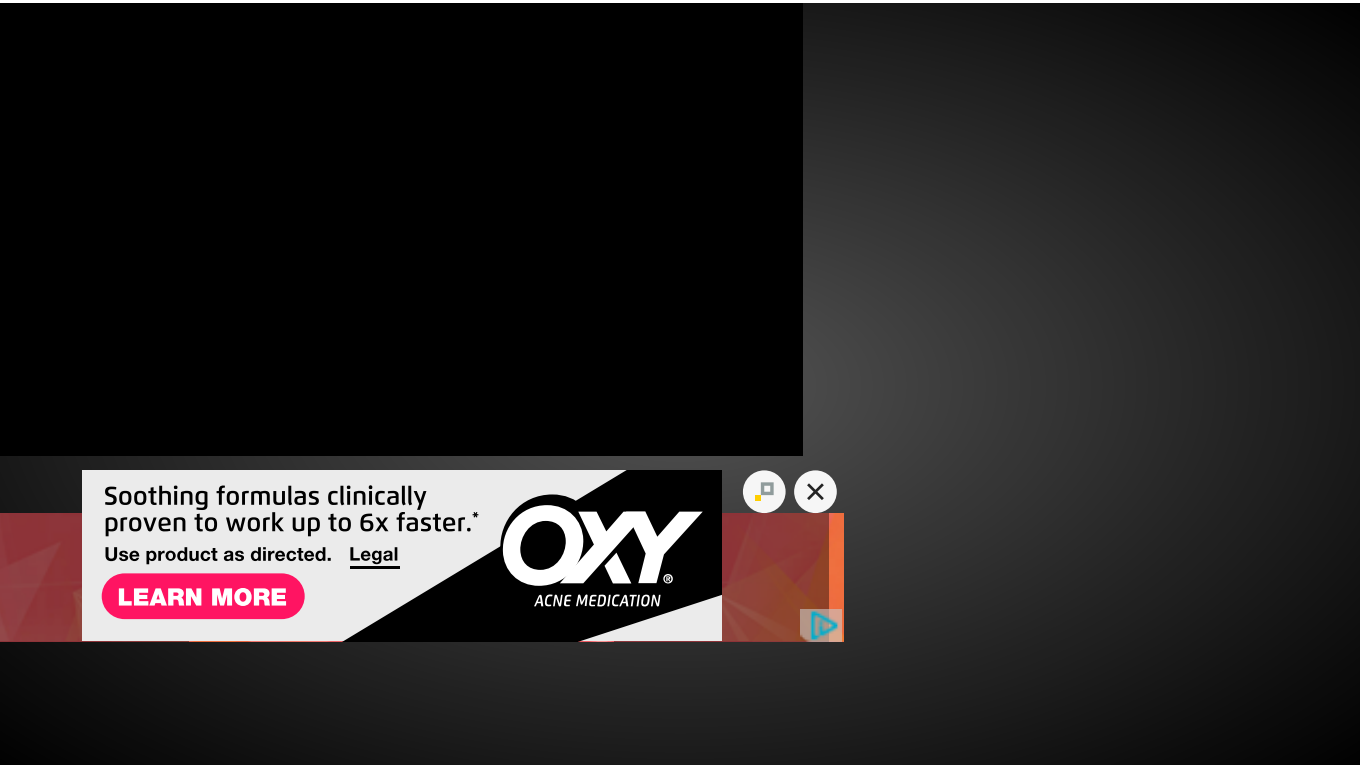 Soothing formulas clinically
proven to work up to 6x faster.*
Use product as directed. Legal
LEARN MORE
OXY®
ACNE MEDICATION